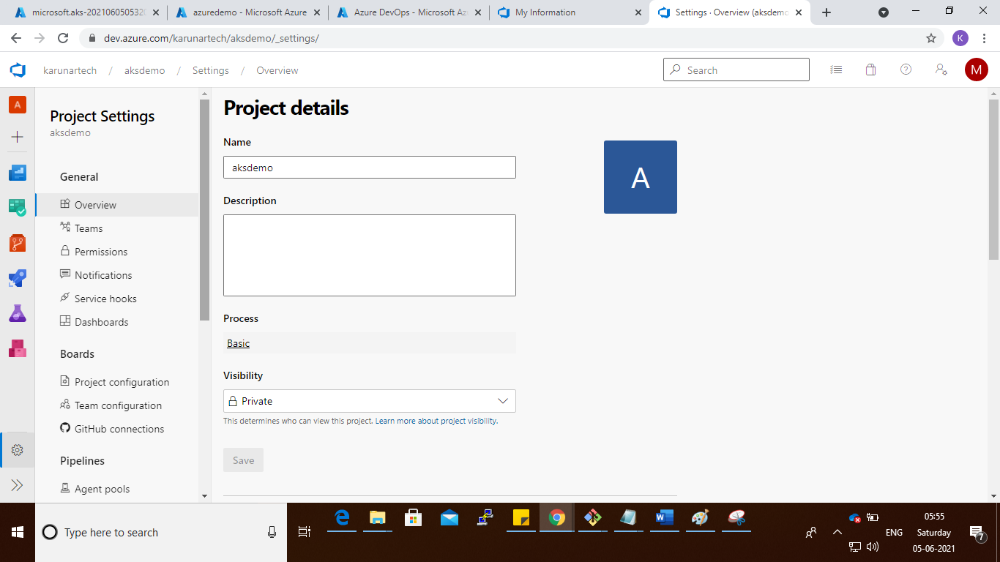 microsoft.aks-2021060505320
azuredemo - Microsoft Azure
Azure DevOps - Microsoft Az
My Information
Settings · Overview (aksdemo
dev.azure.com/karunartech/aksdemo/_settings/
K
karunartech / aksdemo / Settings / Overview
Search
M
A
Project Settings
aksdemo
General
Overview
Teams
Permissions
Notifications
Service hooks
Dashboards
Boards
Project configuration
Team configuration
GitHub connections
Pipelines
Agent pools
Project details
Name
aksdemo
A
Description
Process
Basic
Visibility
Private
This determines who can view this project. Learn more about project visibility.
Save
Type here to search
ENG
05:55
Saturday
05-06-2021
7